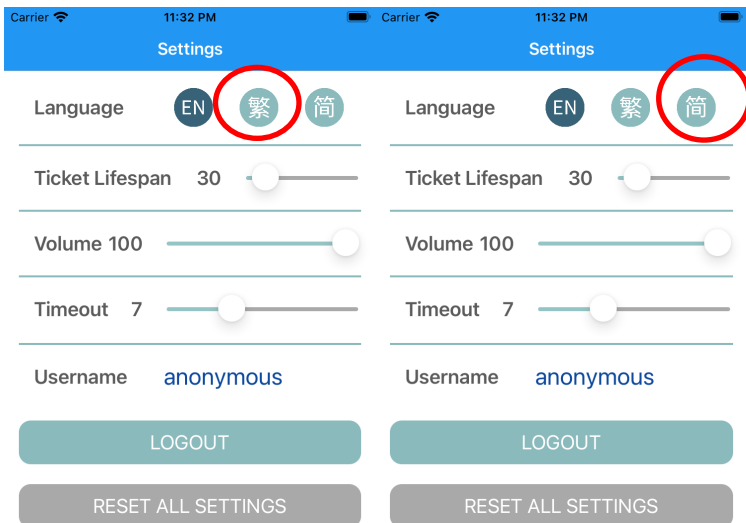 Carrier 11:32 PM
Settings
Language EN 繁 简
Ticket Lifespan 30
Volume 100
Timeout 7
Username anonymous
LOGOUT
RESET ALL SETTINGS
Carrier 11:32 PM
Settings
Language EN 繁 简
Ticket Lifespan 30
Volume 100
Timeout 7
Username anonymous
LOGOUT
RESET ALL SETTINGS